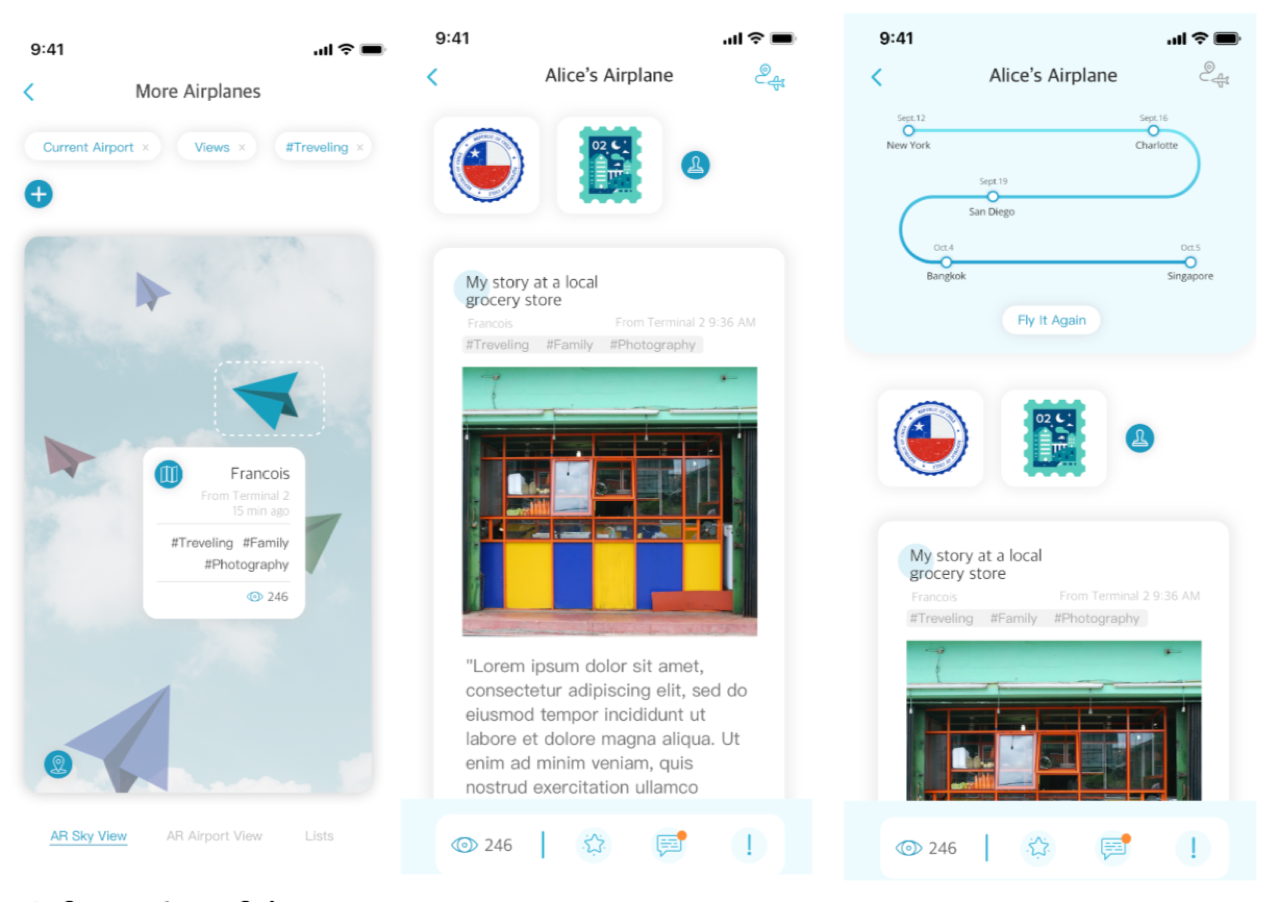 9:41
More Airplanes
Current Airport ×
Views ×
#Treveling ×
Francois
From Terminal 2
15 min ago
#Treveling #Family
#Photography
246
AR Sky View
AR Airport View
Lists
9:41
Alice's Airplane
REPUBLIC OF CHILE
02
My story at a local
grocery store
Francois
From Terminal 2 9:36 AM
#Treveling #Family #Photography
"Lorem ipsum dolor sit amet,
consectetur adipiscing elit, sed do
eiusmod tempor incididunt ut
labore et dolore magna aliqua. Ut
enim ad minim veniam, quis
nostrud exercitation ullamco
246
9:41
Alice's Airplane
Sept.12
New York
Sept.16
Charlotte
Sept.19
San Diego
Oct.4
Bangkok
Oct.5
Singapore
Fly It Again
REPUBLIC OF CHILE
02
My story at a local
grocery store
Francois
From Terminal 2 9:36 AM
#Treveling #Family #Photography
246